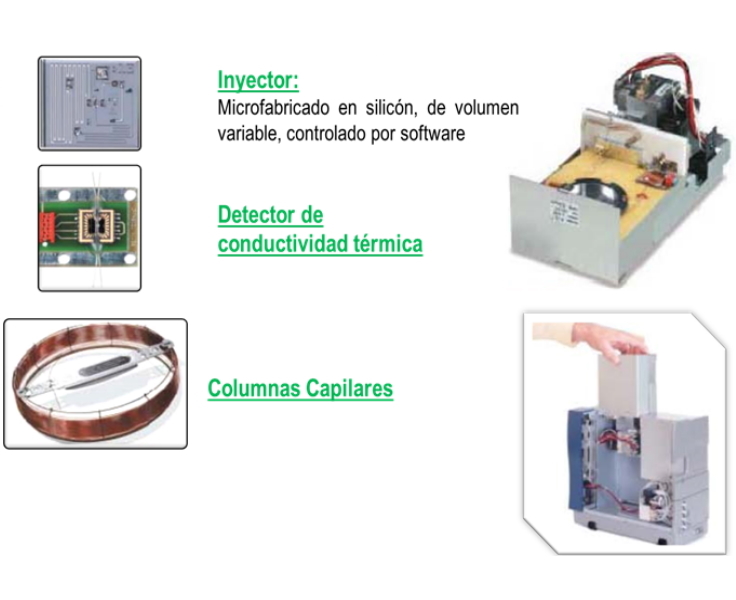 Inyector:
Microfabricado en silicón, de volumen
variable, controlado por software
Detector de
conductividad térmica
Columnas Capilares